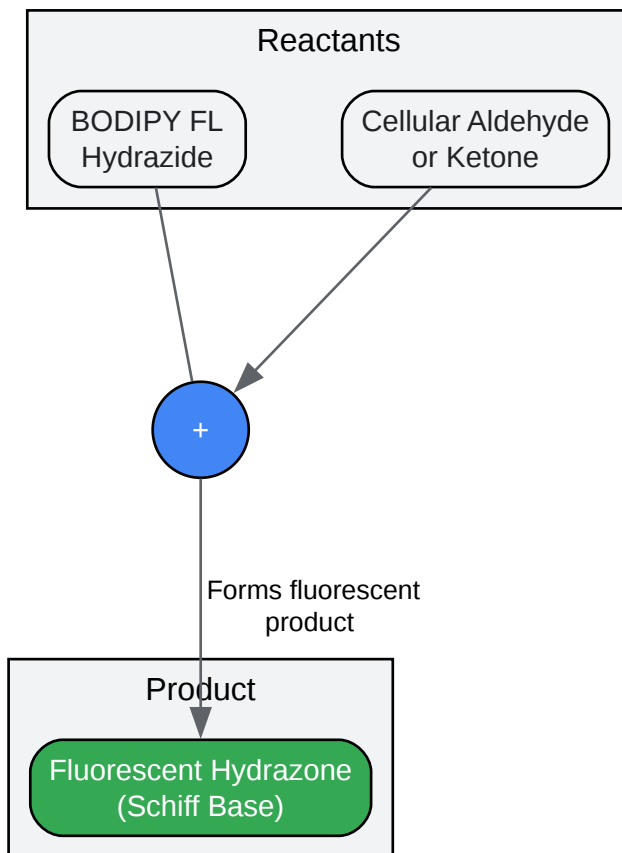 Reactants
BODIPY FL
Hydrazide
Cellular Aldehyde
or Ketone
+
Forms fluorescent
product
Product
Fluorescent Hydrazone
(Schiff Base)